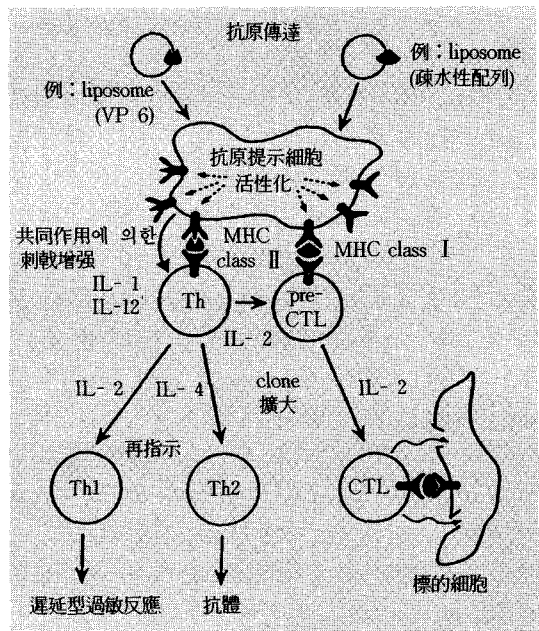 抗原傳達
例：liposome
(VP 6)
例：liposome
(疎水性配列)
抗原提示細胞
活性化
共同作用에 의한
刺戟增强
IL- 1
IL-12
MHC
class Ⅱ
MHC class Ⅰ
Th
pre-
CTL
IL- 2
IL- 2
IL- 4
clone
擴大
IL- 2
再指示
Th1
Th2
CTL
遲延型過敏反應
抗體
標的細胞